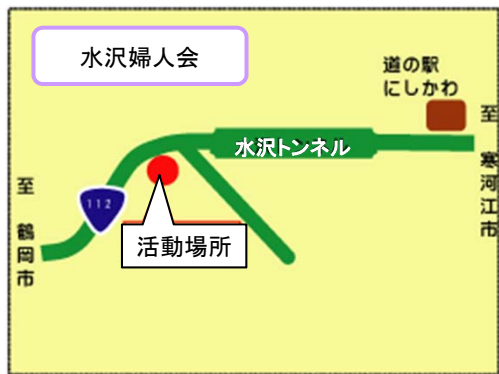 水沢婦人会
道の駅
にしかわ
至 寒河江市
水沢トンネル
112
至 鶴岡市
活動場所